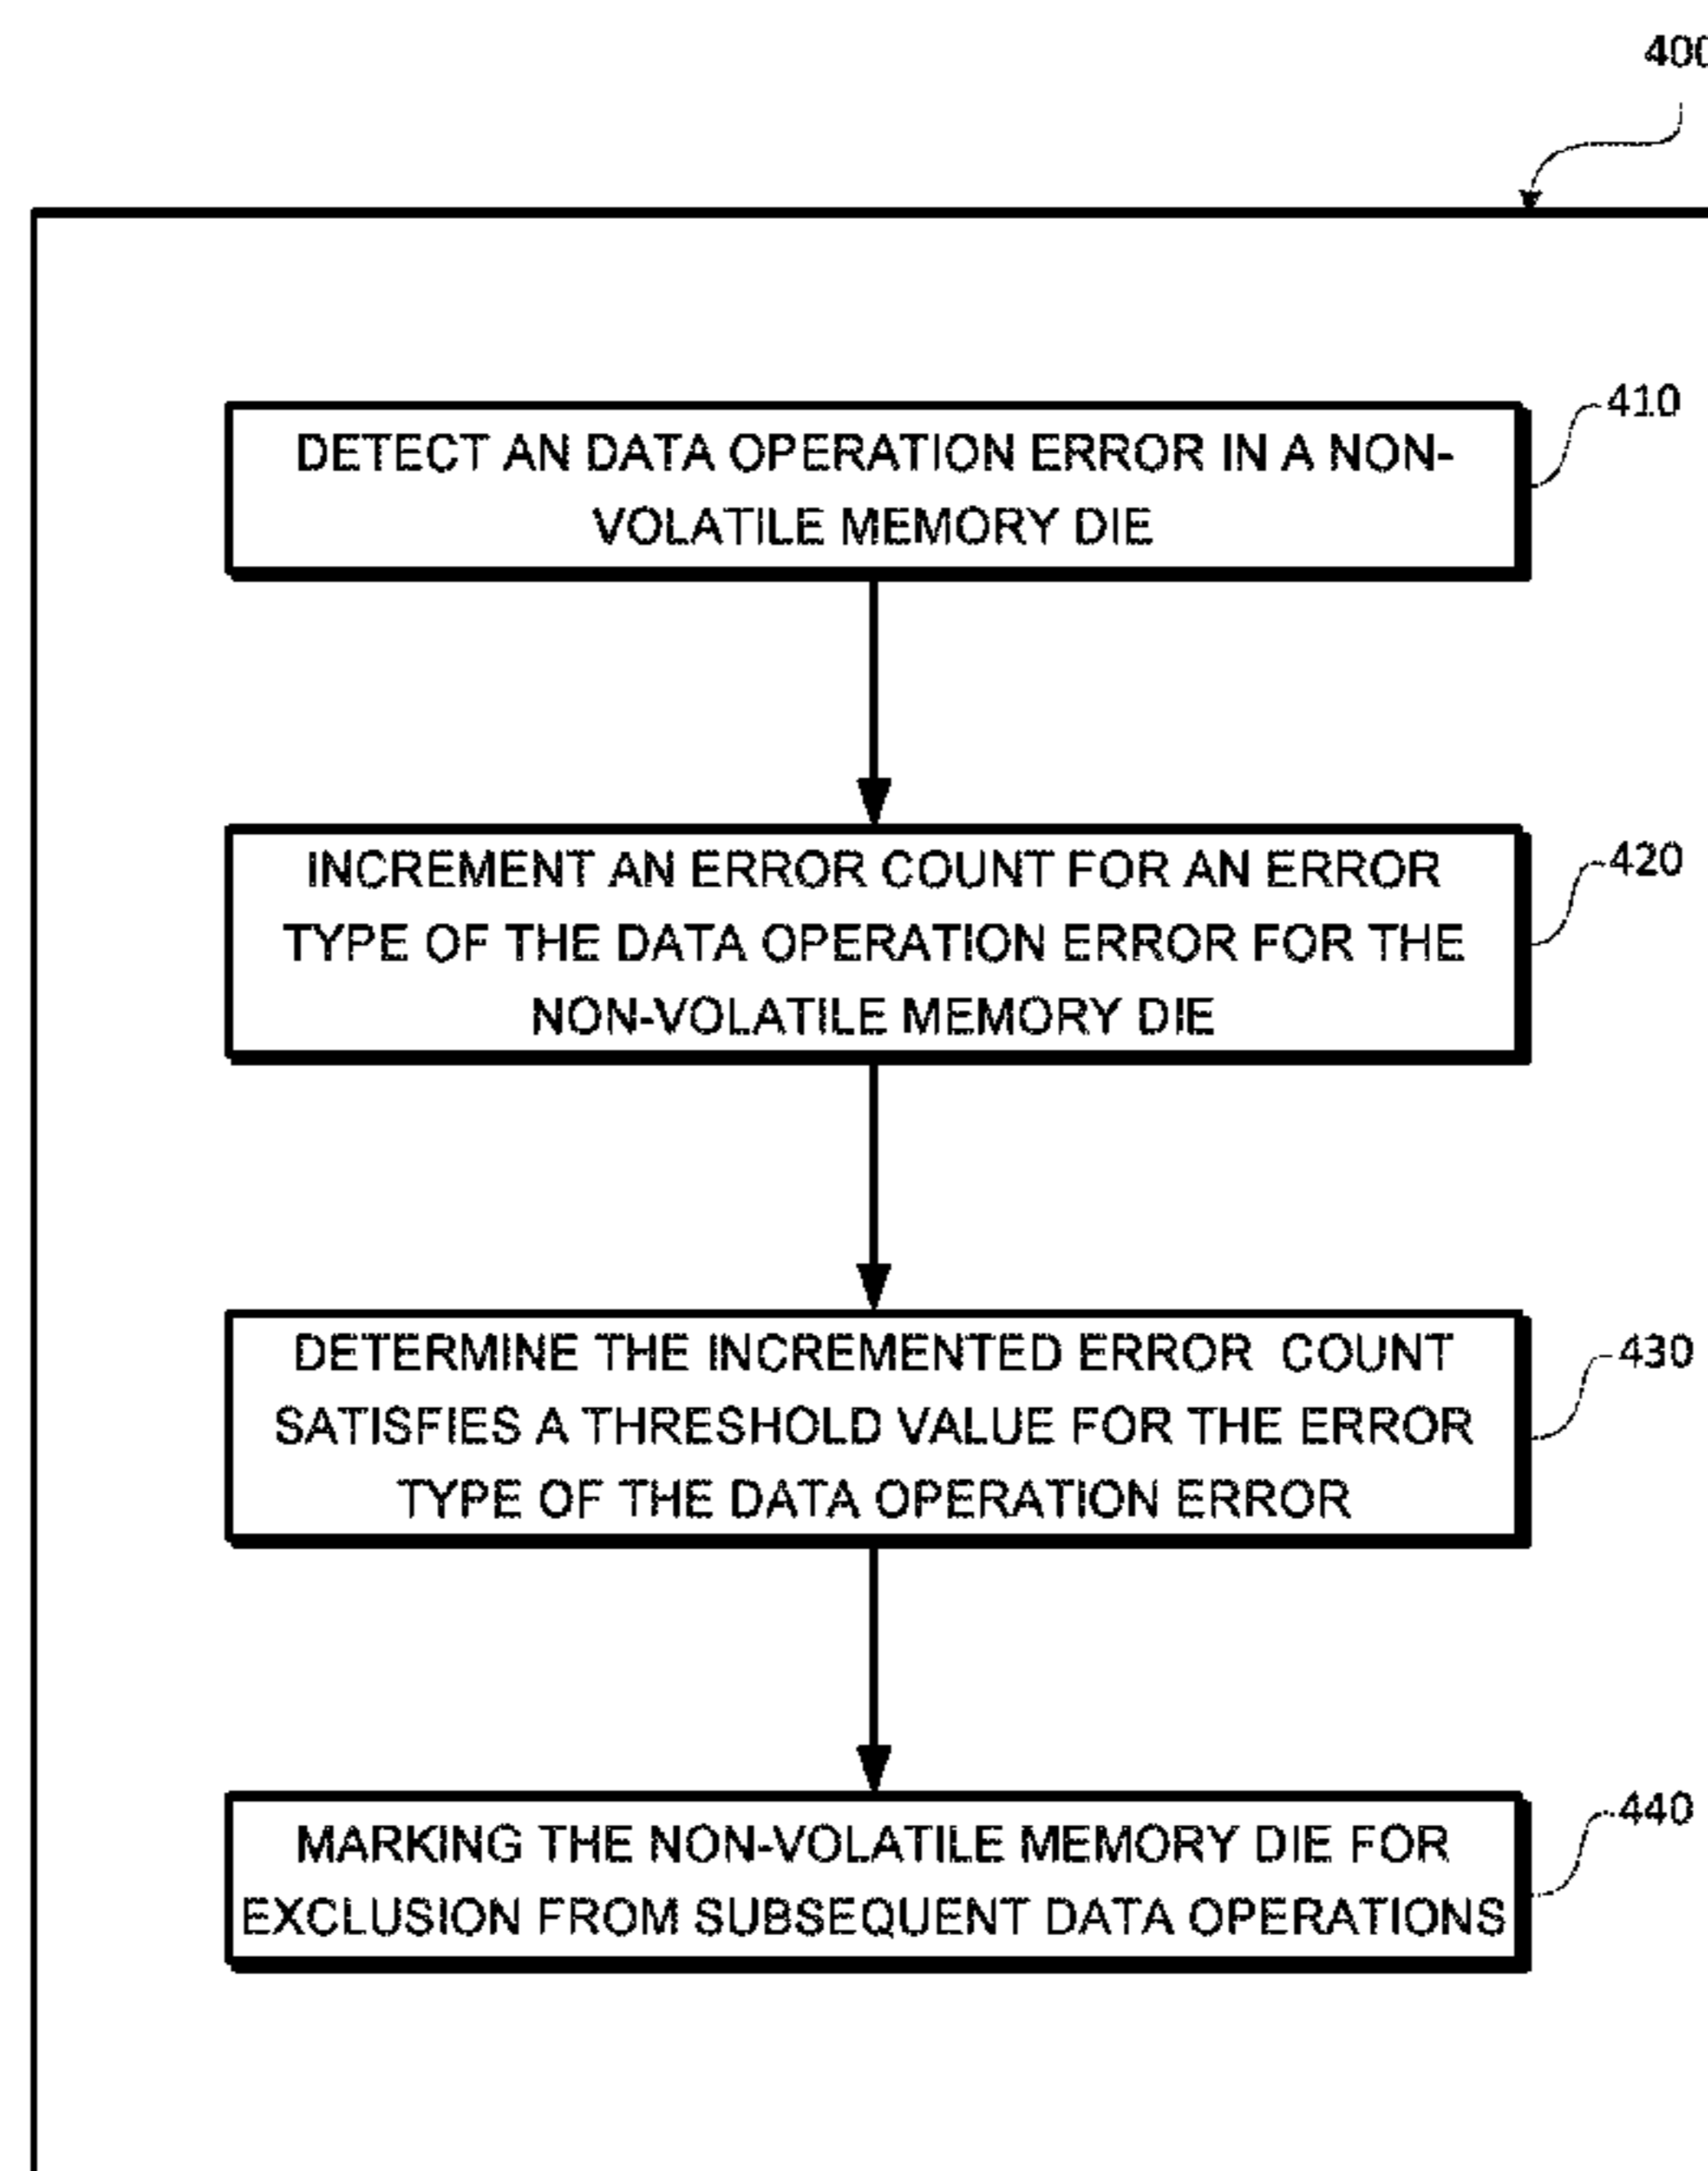 400
DETECT AN DATA OPERATION ERROR IN A NON-
VOLATILE MEMORY DIE
410
INCREMENT AN ERROR COUNT FOR AN ERROR
TYPE OF THE DATA OPERATION ERROR FOR THE
NON-VOLATILE MEMORY DIE
420
DETERMINE THE INCREMENTED ERROR COUNT
SATISFIES A THRESHOLD VALUE FOR THE ERROR
TYPE OF THE DATA OPERATION ERROR
430
MARKING THE NON-VOLATILE MEMORY DIE FOR
EXCLUSION FROM SUBSEQUENT DATA OPERATIONS
440